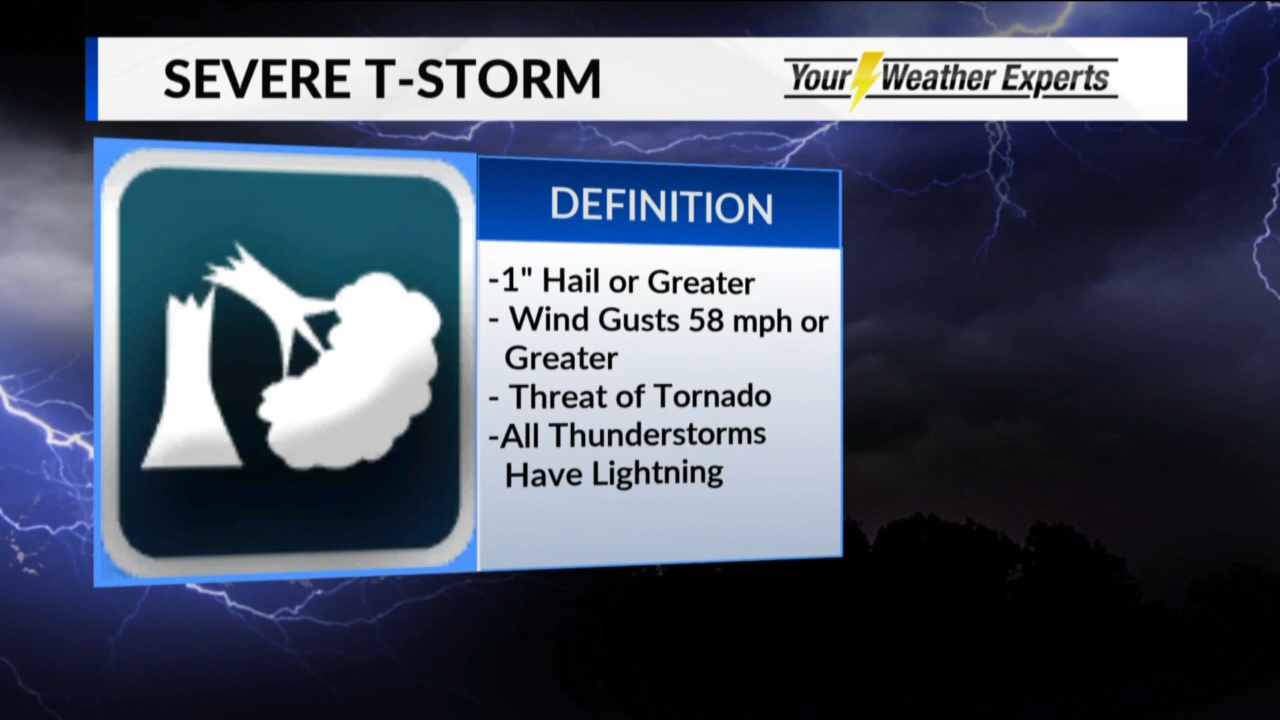 SEVERE T-STORM
Your Weather Experts
DEFINITION
-1" Hail or Greater
- Wind Gusts 58 mph or
Greater
- Threat of Tornado
-All Thunderstorms
Have Lightning